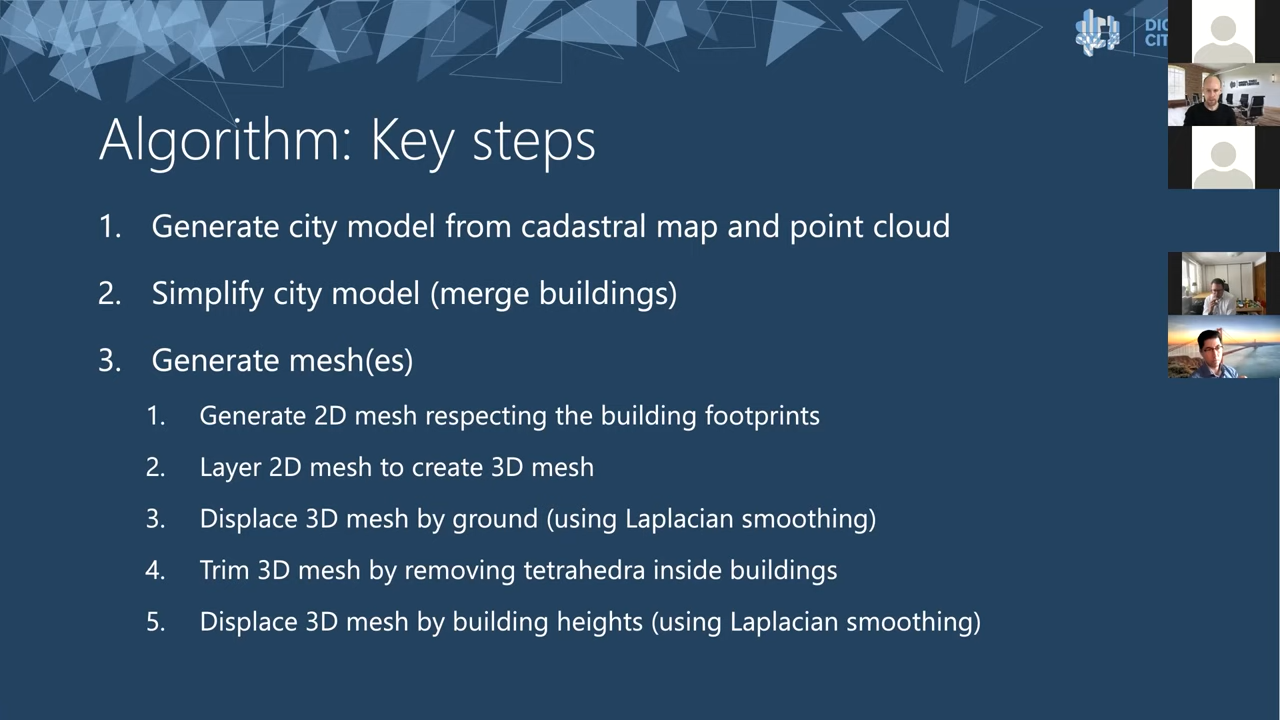 Algorithm: Key steps
1. Generate city model from cadastral map and point cloud
2. Simplify city model (merge buildings)
3. Generate mesh(es)
1. Generate 2D mesh respecting the building footprints
2. Layer 2D mesh to create 3D mesh
3. Displace 3D mesh by ground (using Laplacian smoothing)
4. Trim 3D mesh by removing tetrahedra inside buildings
5. Displace 3D mesh by building heights (using Laplacian smoothing)